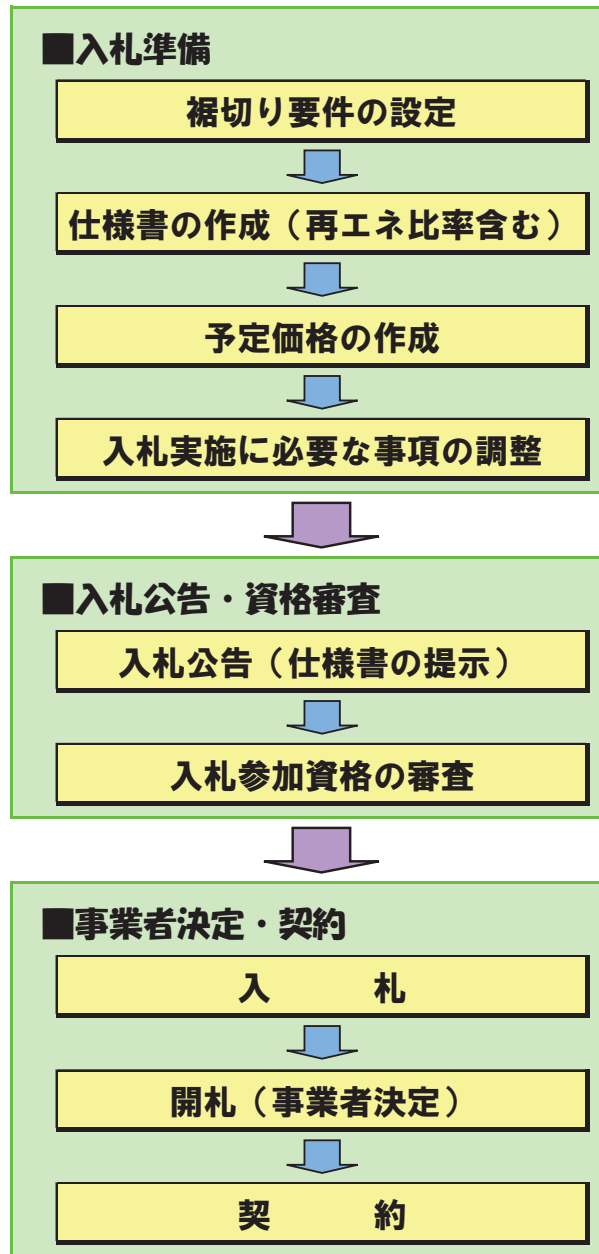 ■入札準備
裾切り要件の設定
仕様書の作成（再エネ比率含む）
予定価格の作成
入札実施に必要な事項の調整
■入札公告・資格審査
入札公告（仕様書の提示）
入札参加資格の審査
■事業者決定・契約
入　　札
開札（事業者決定）
契　　約